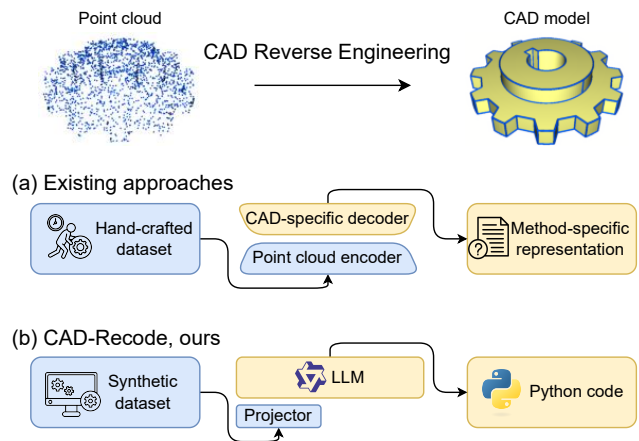 Point cloud
CAD model
CAD Reverse Engineering
(a) Existing approaches
Hand-crafted
dataset
CAD-specific decoder
Point cloud encoder
?
Method-specific
representation
(b) CAD-Recode, ours
Synthetic
dataset
LLM
Projector
Python code